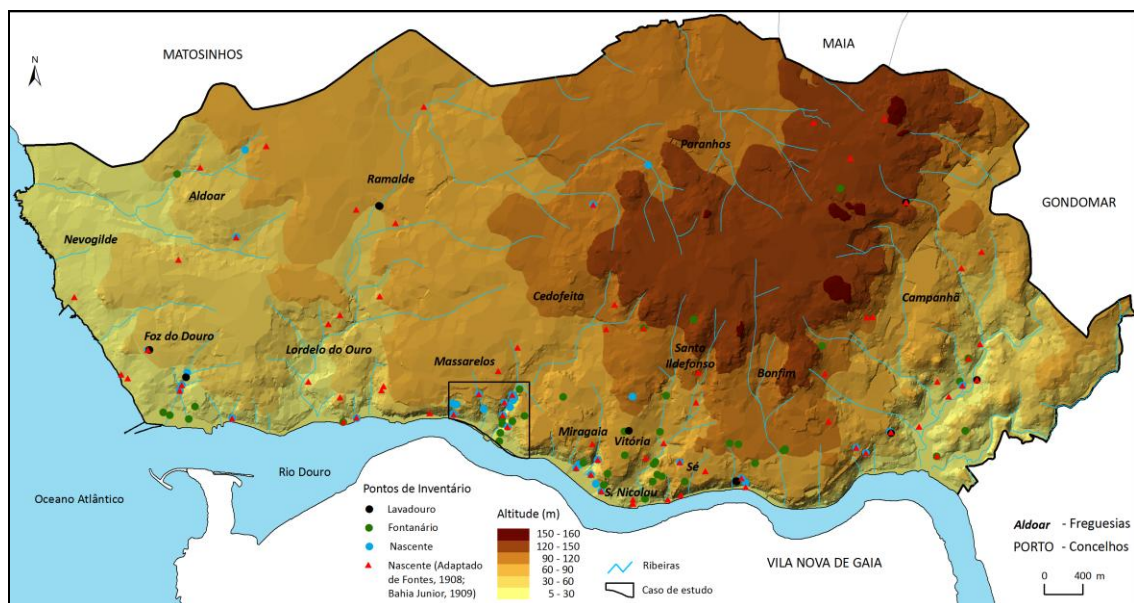 MATOSINHOS
MAIA
N
Paranhos
Ramalde
Aldoar
GONDOMAR
Nevogilde
Cedofeita
Campanhã
Foz do Douro
Lordelo do Ouro
Massarelos
Santo
Ildefonso
Bonfim
Miragaia
Vitória
Sé
S. Nicolau
Rio Douro
Oceano Atlântico
Pontos de Inventário
Lavadouro
Fontanário
Nascente
Nascente (Adaptado
de Fontes, 1908;
Bahia Junior, 1909)
Altitude (m)
150 - 160
120 - 150
90 - 120
60 - 90
30 - 60
5 - 30
Ribeiras
Caso de estudo
VILA NOVA DE GAIA
Aldoar - Freguesias
PORTO - Concelhos
0 400 m